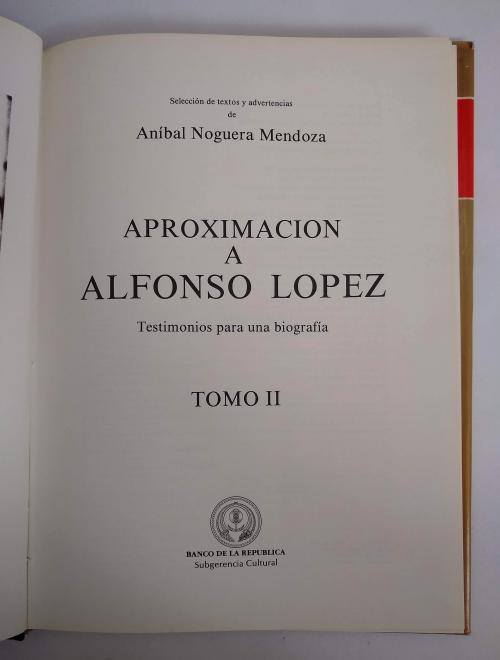 Selección de textos y advertencias
de
Aníbal Noguera Mendoza
APROXIMACION
A
ALFONSO LOPEZ
Testimonios para una biografía
TOMO II
BANCO DE LA REPUBLICA
Subgerencia Cultural